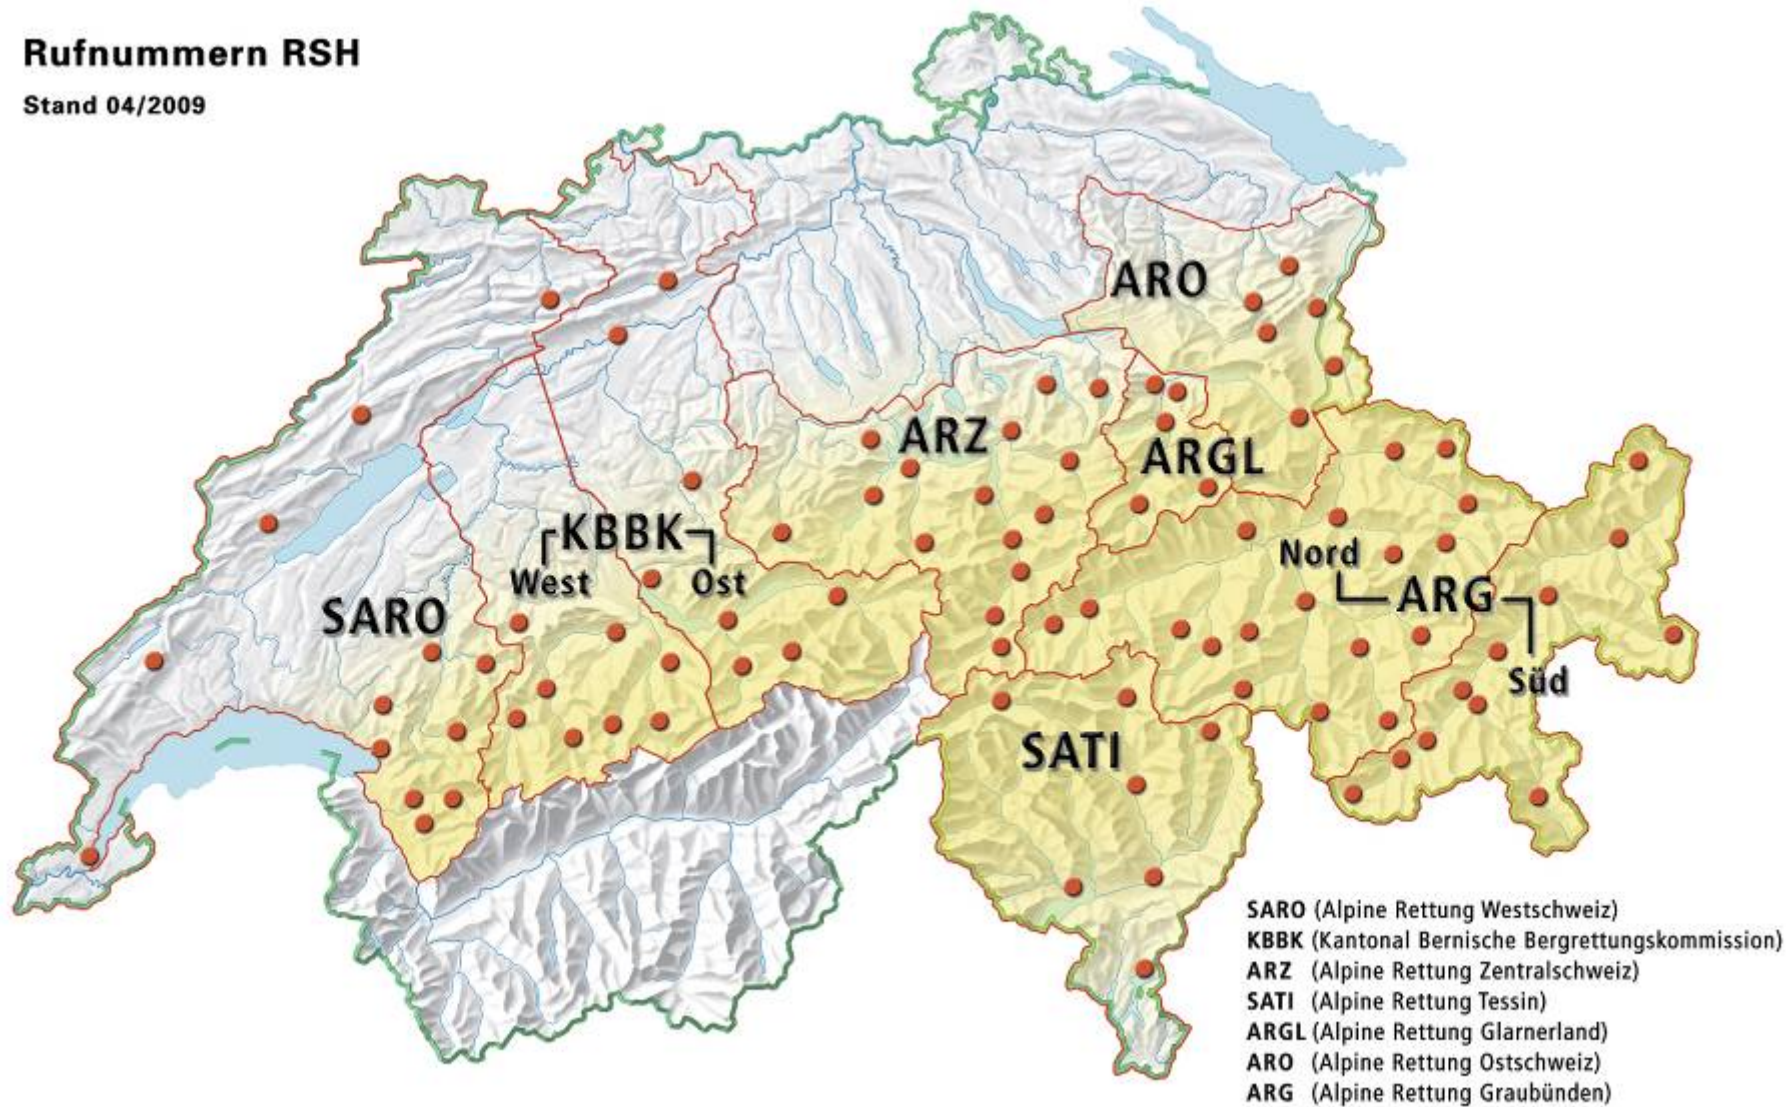 Rufnummern RSH
Stand 04/2009
ARO
ARZ
ARGL
KBBK
West
Ost
Nord
ARG
Süd
SARO
SATI
SARO (Alpine Rettung Westschweiz)
KBBK (Kantonal Bernische Bergrettungskommission)
ARZ (Alpine Rettung Zentralschweiz)
SATI (Alpine Rettung Tessin)
ARGL (Alpine Rettung Glarnerland)
ARO (Alpine Rettung Ostschweiz)
ARG (Alpine Rettung Graubünden)